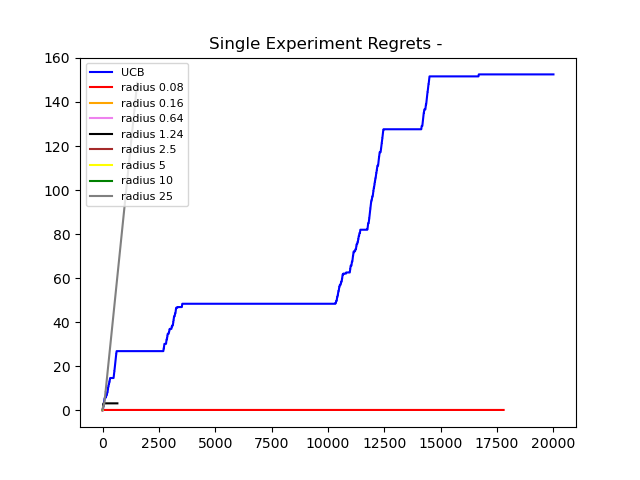 Single Experiment Regrets -
160
140
120
100
80
60
40
20
0
UCB
radius 0.08
radius 0.16
radius 0.64
radius 1.24
radius 2.5
radius 5
radius 10
radius 25
0 2500 5000 7500 10000 12500 15000 17500 20000